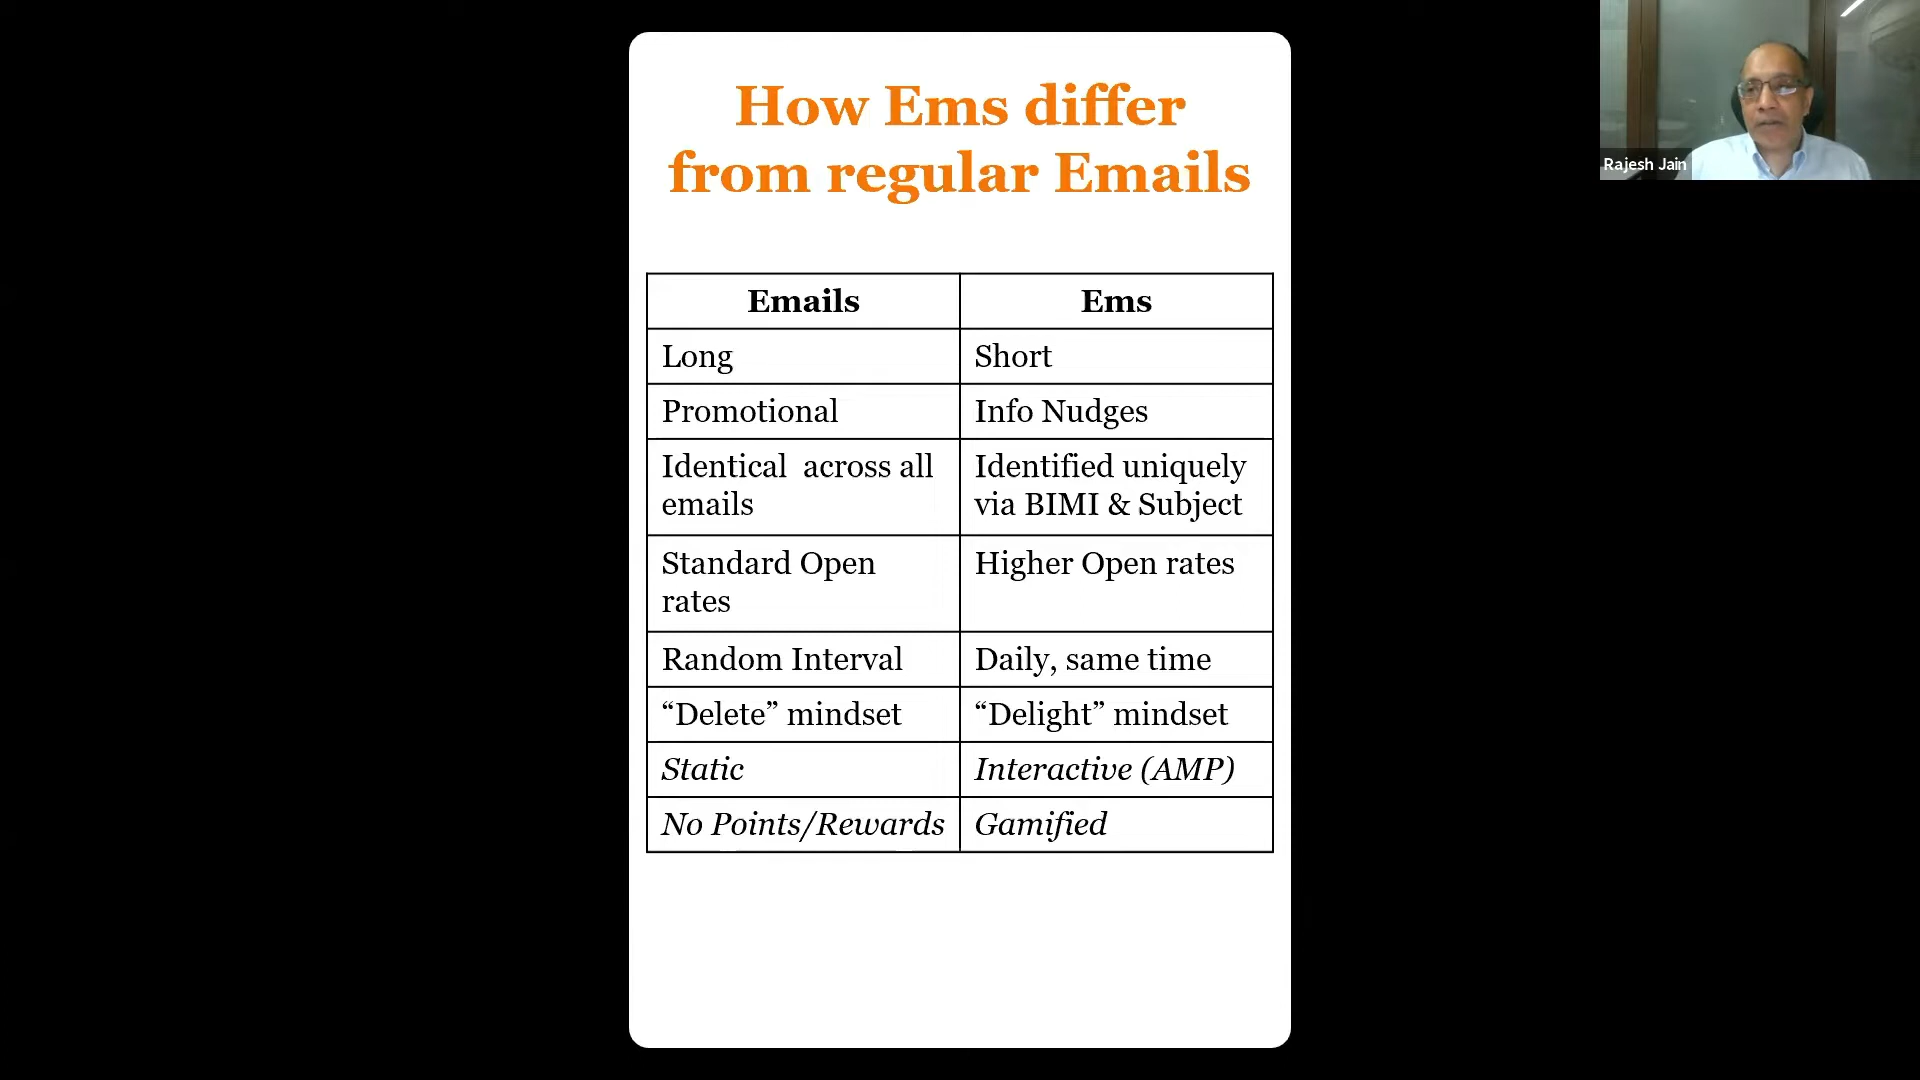 How Ems differ
from regular Emails
Emails
Ems
Long
Short
Promotional
Info Nudges
Identical  across all
emails
Identified uniquely
via BIMI & Subject
Standard Open
rates
Higher Open rates
Random Interval
Daily, same time
“Delete” mindset
“Delight” mindset
Static
Interactive (AMP)
No Points/Rewards
Gamified
Rajesh Jain